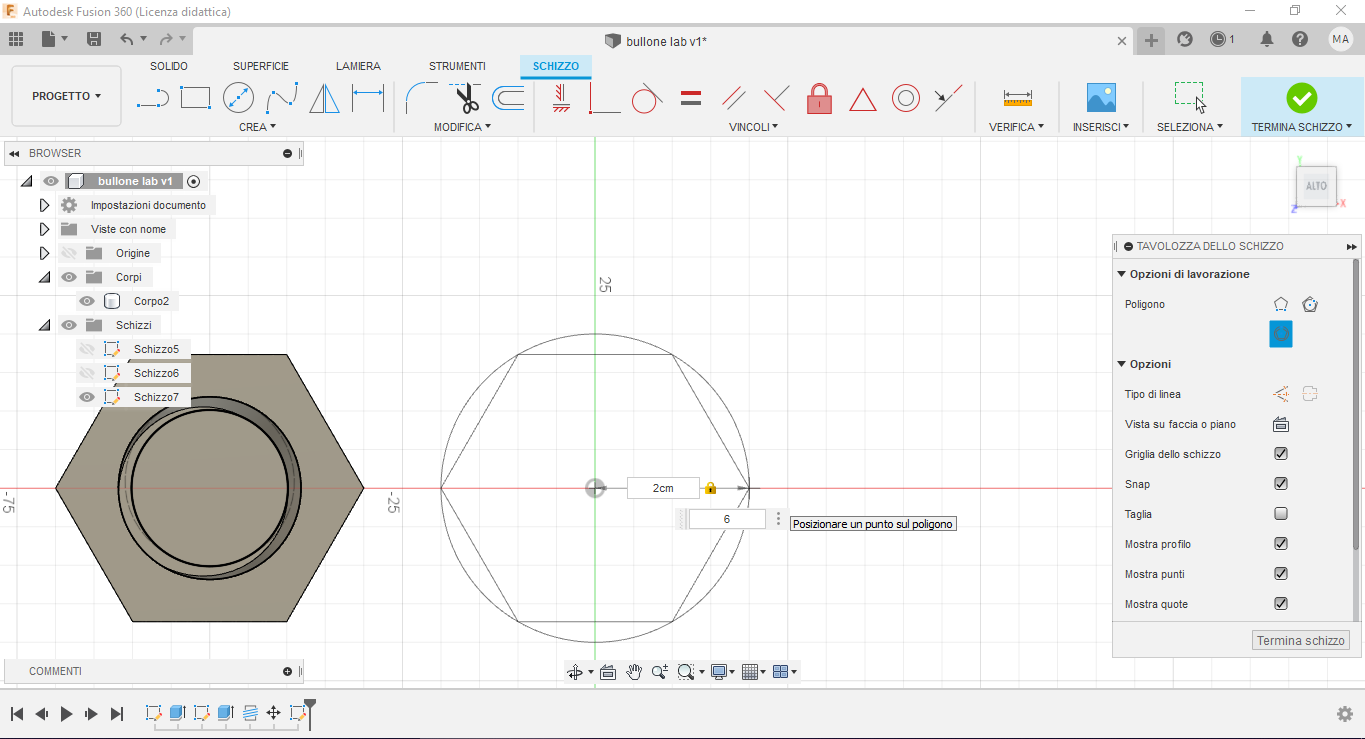 Autodesk Fusion 360 (Licenza didattica)
bullone lab v1*
1
MA
SOLIDO
SUPERFICIE
LAMIERA
STRUMENTI
SCHIZZO
PROGETTO
CREA
MODIFICA
VINCOLI
VERIFICA
INSERISCI
SELEZIONA
TERMINA SCHIZZO
BROWSER
bullone lab v1
Impostazioni documento
Viste con nome
Origine
Corpi
Corpo2
Schizzi
Schizzo5
Schizzo6
Schizzo7
Y
ALTO
X
Z
25
-75
-25
2cm
6
Posizionare un punto sul poligono
TAVOLOZZA DELLO SCHIZZO
Opzioni di lavorazione
Poligono
Opzioni
Tipo di linea
Vista su faccia o piano
Griglia dello schizzo
Snap
Taglia
Mostra profilo
Mostra punti
Mostra quote
Termina schizzo
COMMENTI